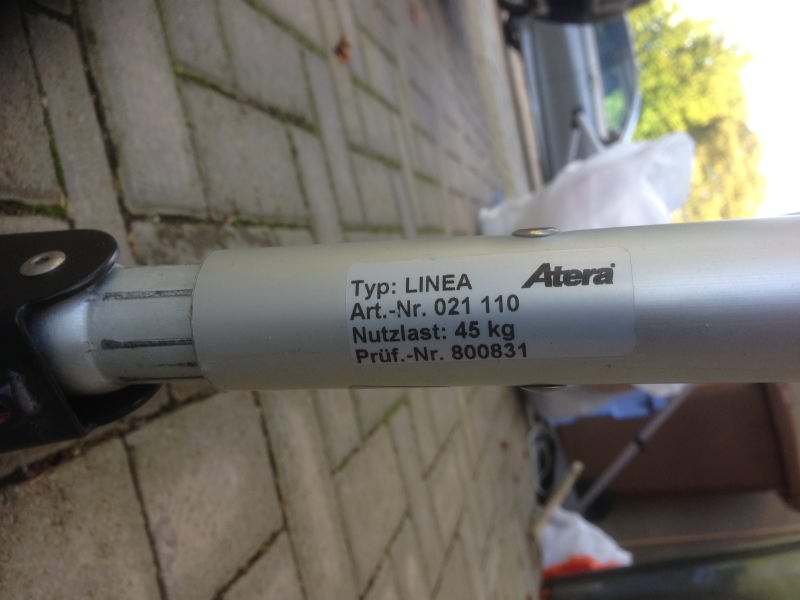 Typ: LINEA Atera
Art.-Nr. 021 110
Nutzlast: 45 kg
Prüf.-Nr. 800831